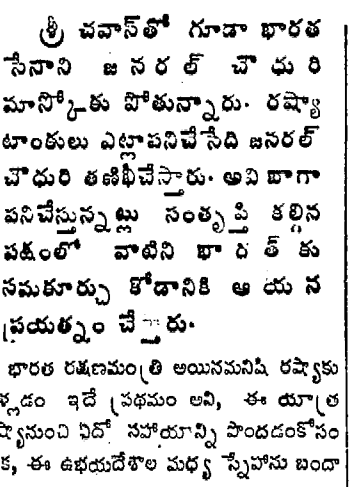 శ్రీ చవాన్‌తో గూడా భారత
సేనాని జనరల్ చౌధురి
మాస్కోకు పోతున్నారు. రష్యా
టాంకులు ఎట్లాపనిచేసేది జనరల్
చౌధురి తణిఖీచేస్తారు. అవి బాగా
పనిచేస్తున్నట్లు సంతృప్తి కల్గిన
పక్షంలో వాటిని భారత్ కు
సమకూర్చు కోడానికి ఆయన
ప్రయత్నం చేస్తారు.
భారత రక్షణమంత్రి అయినమనిషి రష్యాకు
ళ్లడం ఇదే ప్రథమం అని, ఈ యాత్ర
ష్యానుంచి ఏదో సహాయాన్ని పొందడంకోసం
క, ఈ ఉభయదేశాల మధ్య స్నేహాను బందా